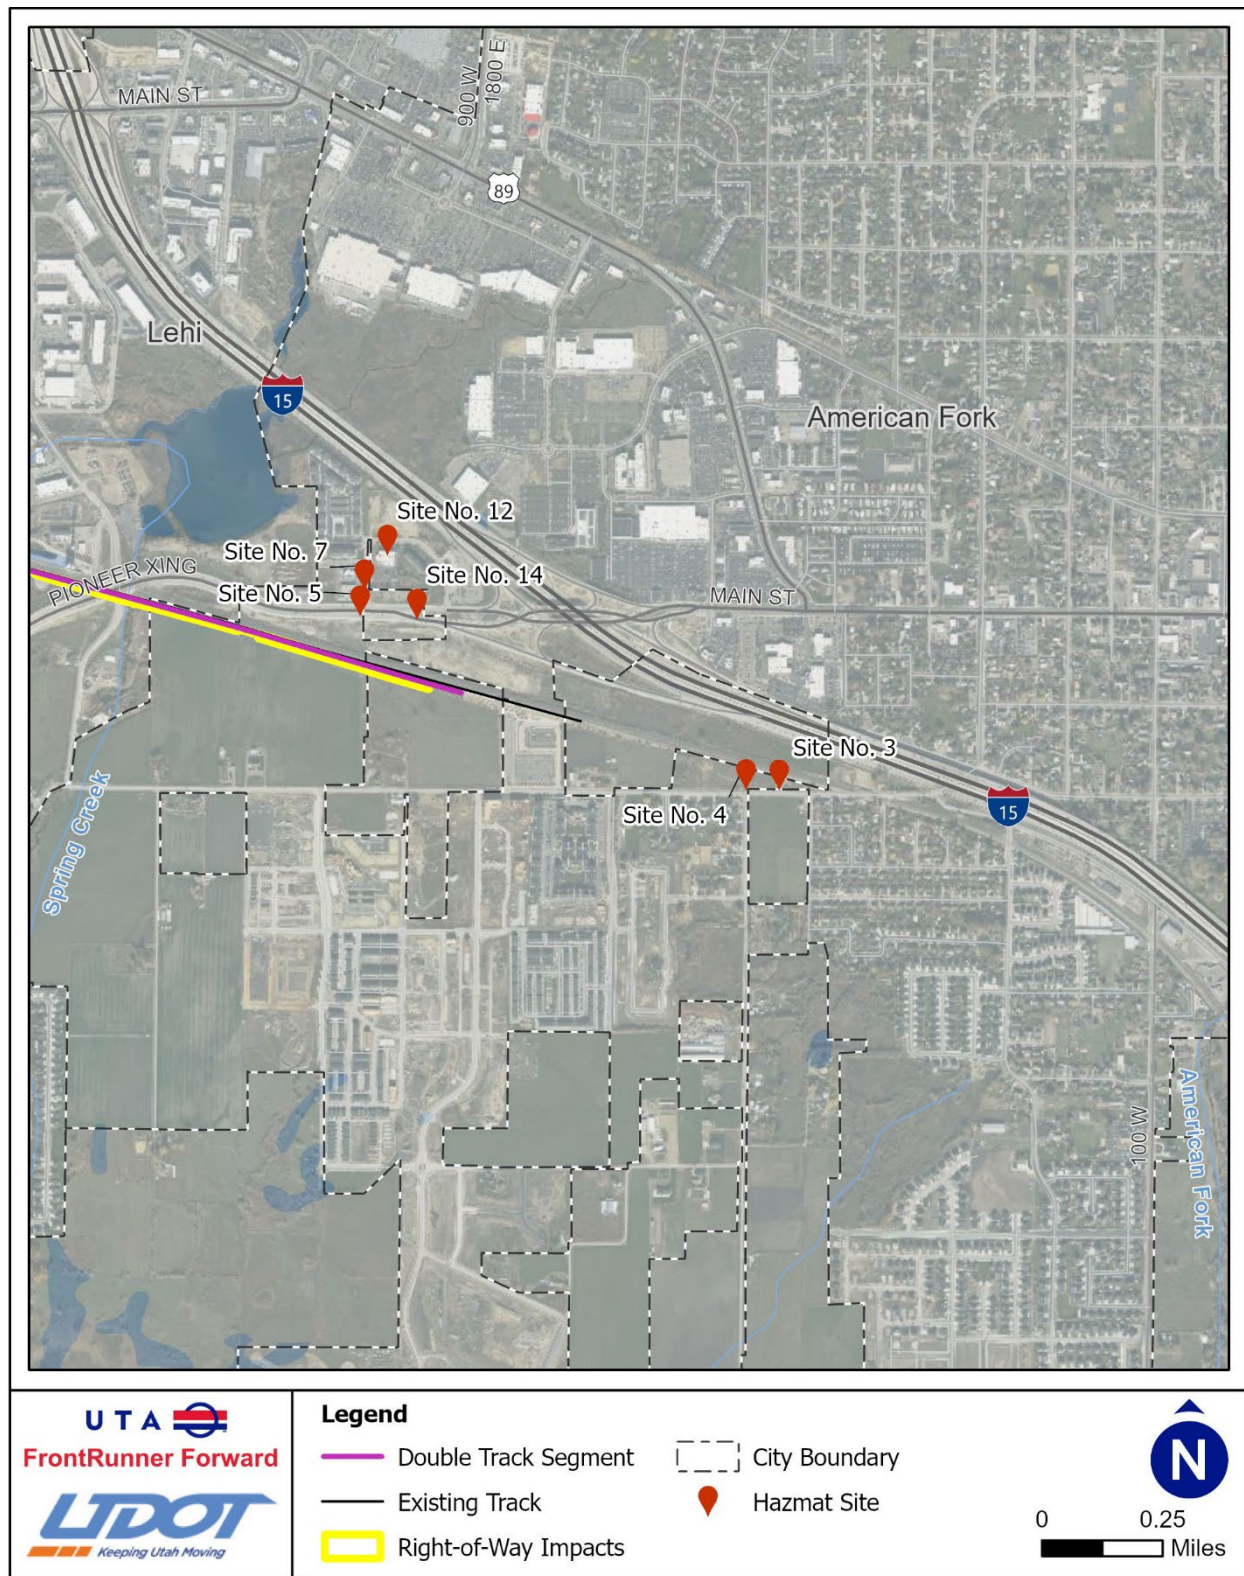 MAIN ST
900 W
1800 E
89
Lehi
15
American Fork
Site No. 12
Site No. 7
Site No. 14
Site No. 5
PIONEER XING
MAIN ST
Site No. 3
Site No. 4
15
Spring Creek
100 W
American Fork
UTA
FrontRunner Forward
UDOT
Keeping Utah Moving
Legend
Double Track Segment
Existing Track
Right-of-Way Impacts
City Boundary
Hazmat Site
N
0 0.25
Miles